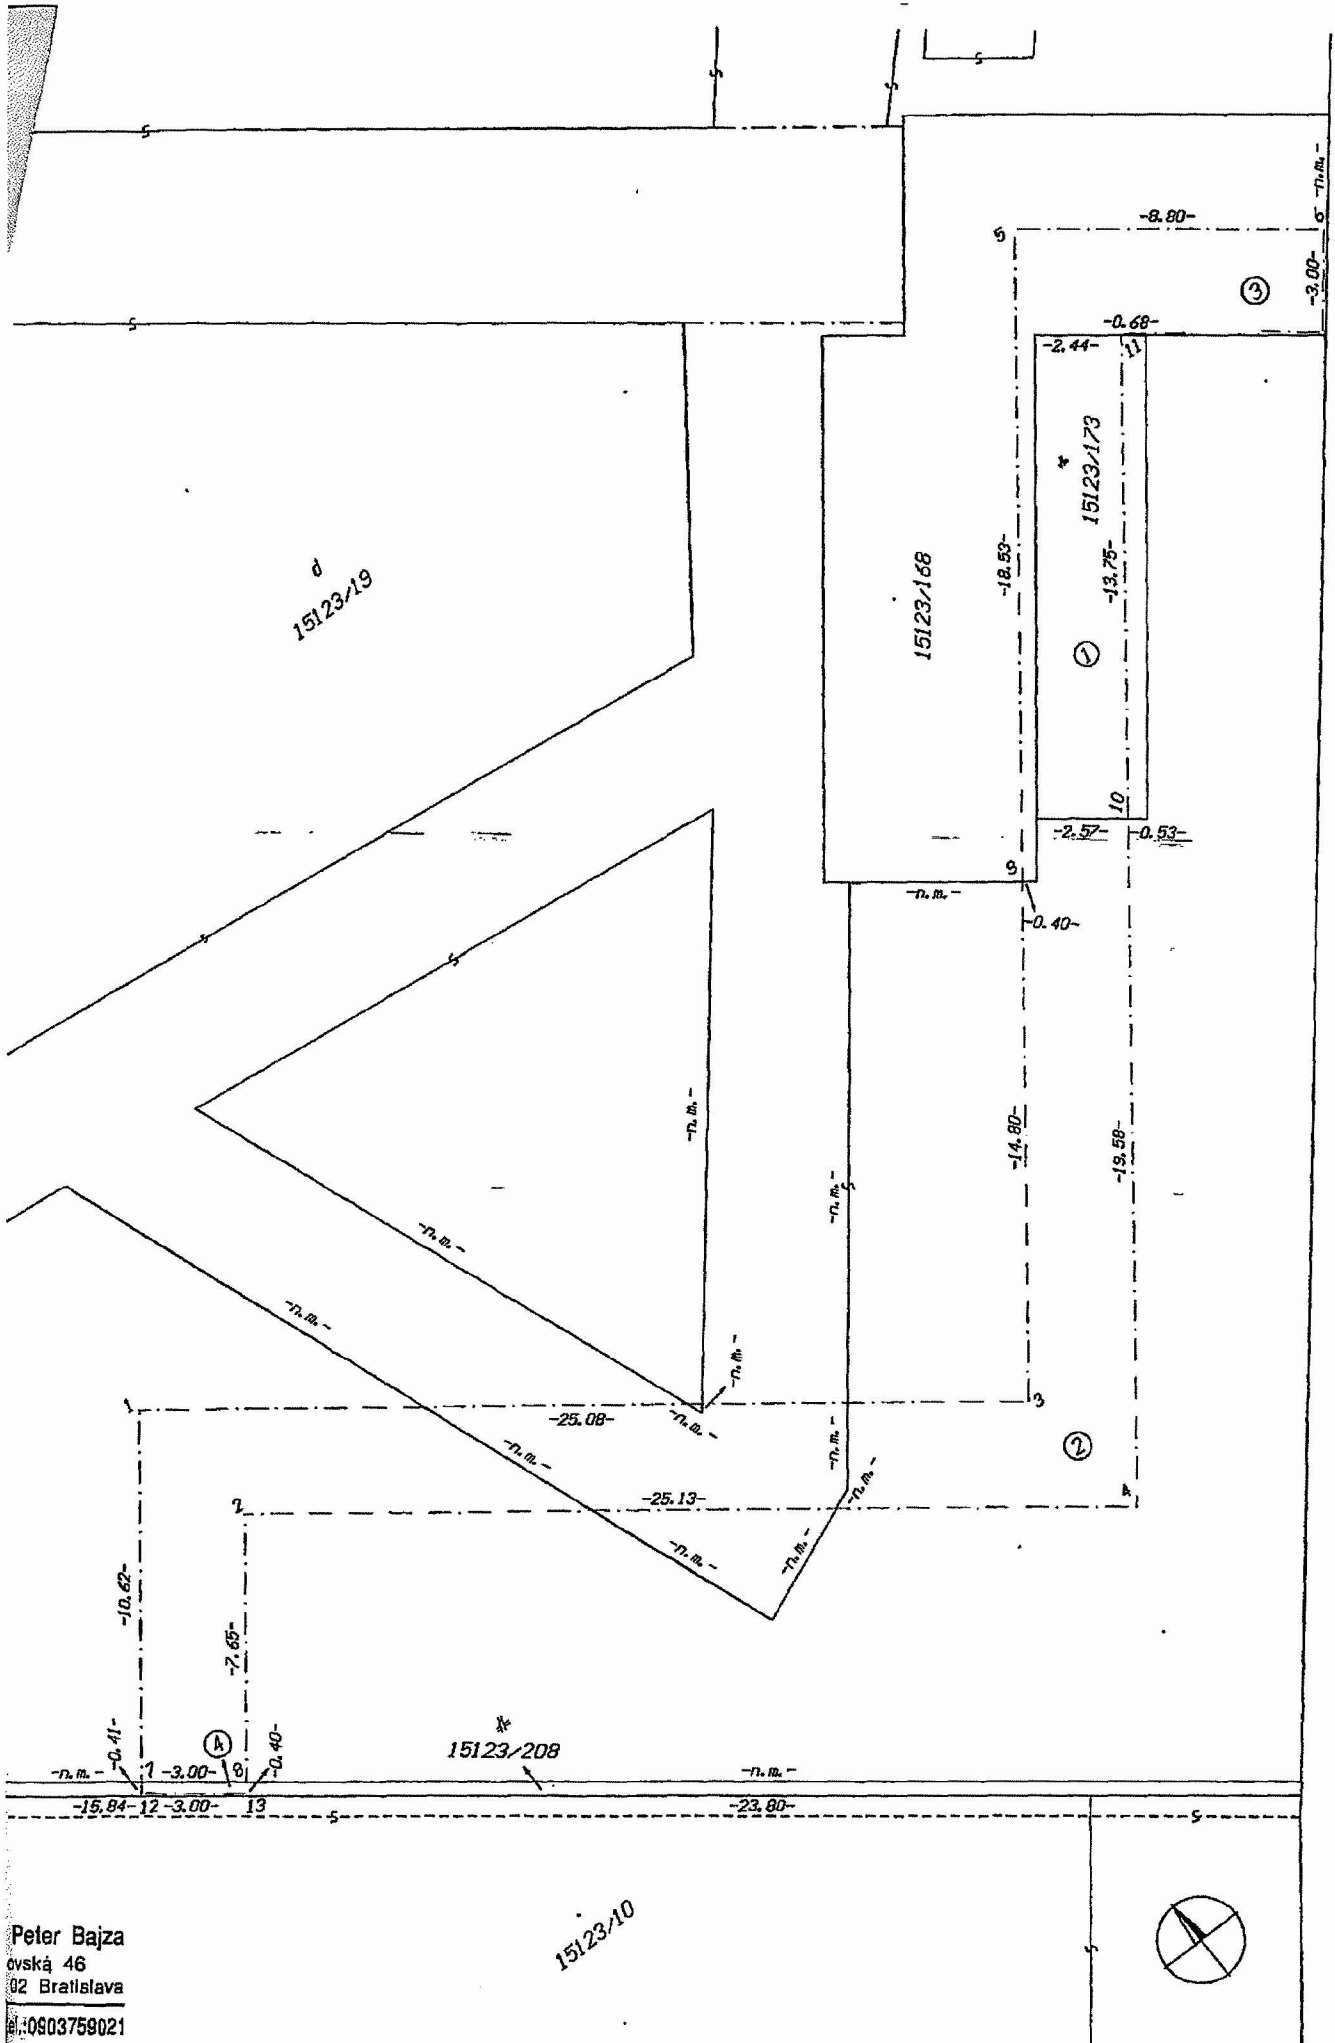 -n.m.-
6
-8.80-
5
-3.00-
3
-0.68-
-2.44-
11
15123/173
d
15123/19
15123/168
-18.53-
-13.75-
1
10
-2.57-
-0.53-
9
-n.m.-
-0.40-
-n.m.-
-14.80-
-19.58-
-n.m.-
-n.m.-
-n.m.-
-n.m.-
1
3
-25.08-
-n.m.-
-n.m.-
2
-n.m.-
-n.m.-
2
-25.13-
4
-n.m.-
-n.m.-
-10.62-
-7.65-
-0.41-
4
-0.40-
15123/208
-n.m.-
7
-3.00-
8
-n.m.-
-15.84-12-3.00-
13
-23.80-
15123/10
Peter Bajza
ovská 46
02 Bratislava
el.:0903759021